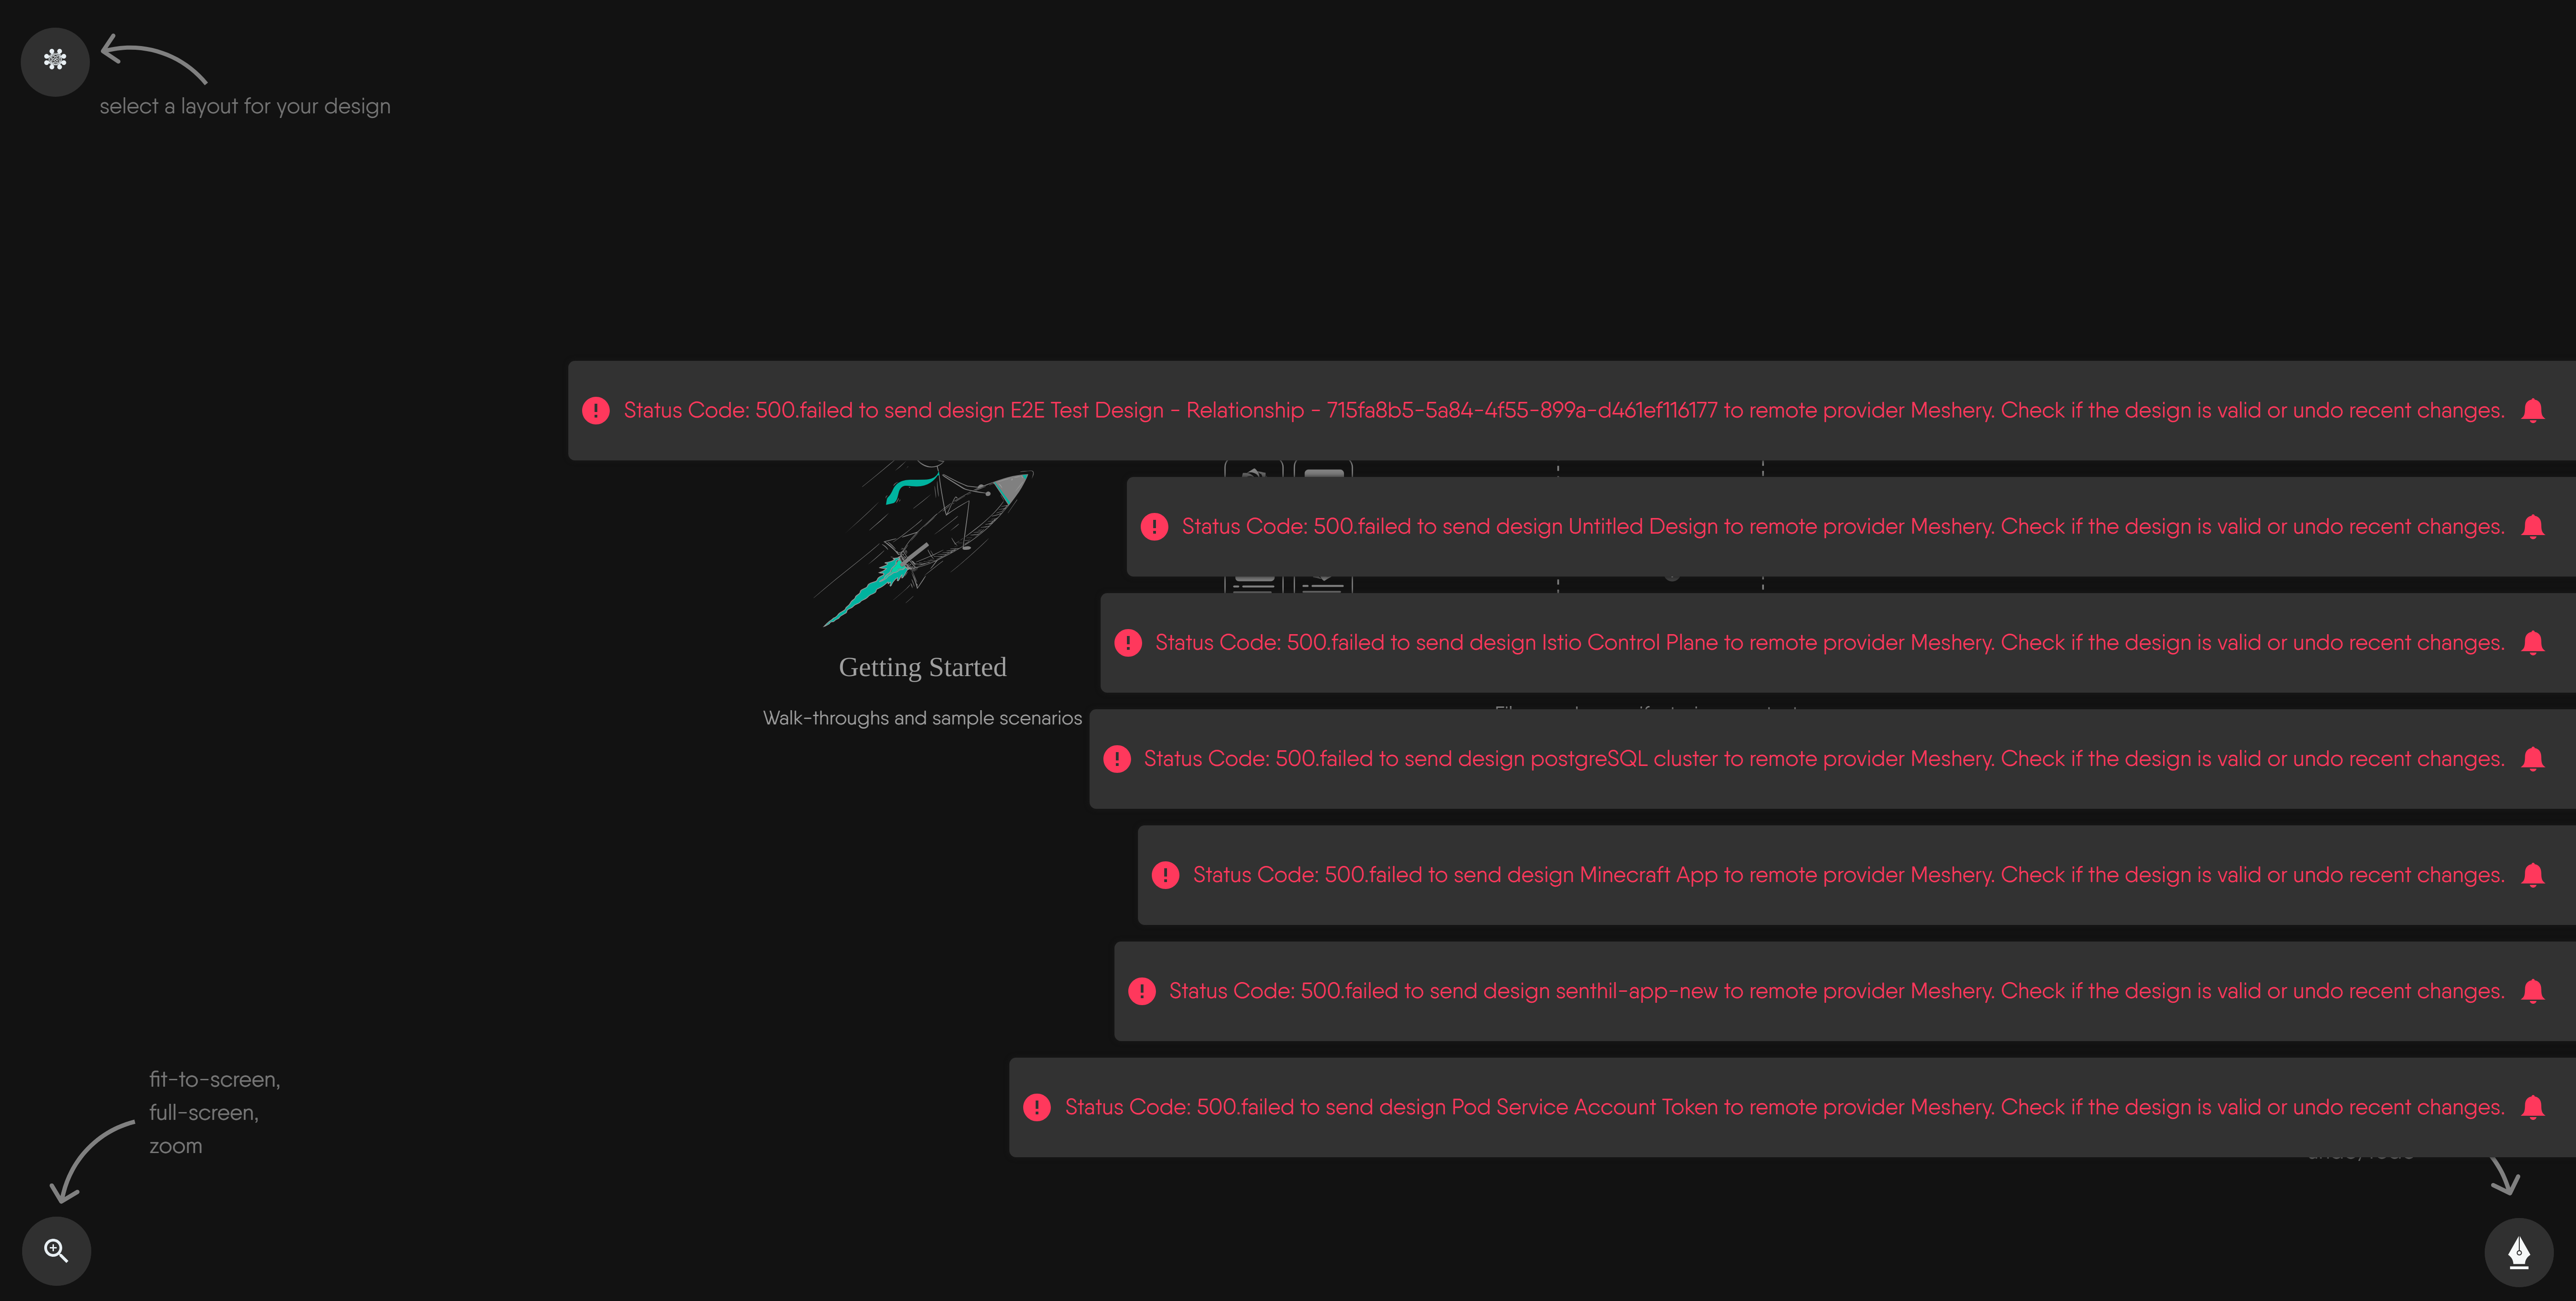 select a layout for your design
Status Code: 500.failed to send design E2E Test Design - Relationship - 715fa8b5-5a84-4f55-899a-d461ef116177 to remote provider Meshery. Check if the design is valid or undo recent changes.
Status Code: 500.failed to send design Untitled Design to remote provider Meshery. Check if the design is valid or undo recent changes.
Status Code: 500.failed to send design Istio Control Plane to remote provider Meshery. Check if the design is valid or undo recent changes.
Getting Started
Walk-throughs and sample scenarios
Status Code: 500.failed to send design postgreSQL cluster to remote provider Meshery. Check if the design is valid or undo recent changes.
Status Code: 500.failed to send design Minecraft App to remote provider Meshery. Check if the design is valid or undo recent changes.
Status Code: 500.failed to send design senthil-app-new to remote provider Meshery. Check if the design is valid or undo recent changes.
Status Code: 500.failed to send design Pod Service Account Token to remote provider Meshery. Check if the design is valid or undo recent changes.
fit-to-screen,
full-screen,
zoom